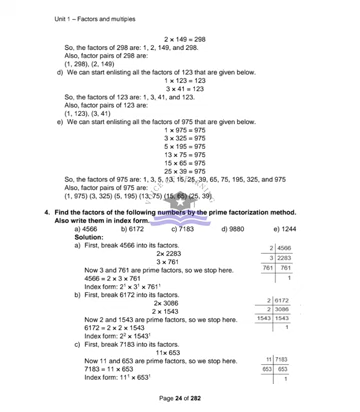 Unit 1 – Factors and multiples
2 × 149 = 298
So, the factors of 298 are: 1, 2, 149, and 298.
Also, factor pairs of 298 are:
(1, 298), (2, 149)
d) We can start enlisting all the factors of 123 that are given below.
1 × 123 = 123
3 × 41 = 123
So, the factors of 123 are: 1, 3, 41, and 123.
Also, factor pairs of 123 are:
(1, 123), (3, 41)
e) We can start enlisting all the factors of 975 that are given below.
1 × 975 = 975
3 × 325 = 975
5 × 195 = 975
13 × 75 = 975
15 × 65 = 975
25 × 39 = 975
So, the factors of 975 are: 1, 3, 5, 13, 15, 25, 39, 65, 75, 195, 325, and 975
Also, factor pairs of 975 are:
(1, 975) (3, 325) (5, 195) (13, 75) (15, 65) (25, 39)
4. Find the factors of the following numbers by the prime factorization method.
Also write them in index form.
a) 4566 b) 6172 c) 7183 d) 9880 e) 1244
Solution:
a) First, break 4566 into its factors.
2× 2283
3 × 761
Now 3 and 761 are prime factors, so we stop here.
4566 = 2 × 3 × 761
Index form: 2¹ × 3¹ × 761¹
2 4566
3 2283
761 761
1
b) First, break 6172 into its factors.
2× 3086
2 × 1543
Now 2 and 1543 are prime factors, so we stop here.
6172 = 2 × 2 × 1543
Index form: 2² × 1543¹
2 6172
2 3086
1543 1543
1
c) First, break 7183 into its factors.
11× 653
Now 11 and 653 are prime factors, so we stop here.
7183 = 11 × 653
Index form: 11¹ × 653¹
11 7183
653 653
1
Page 24 of 282